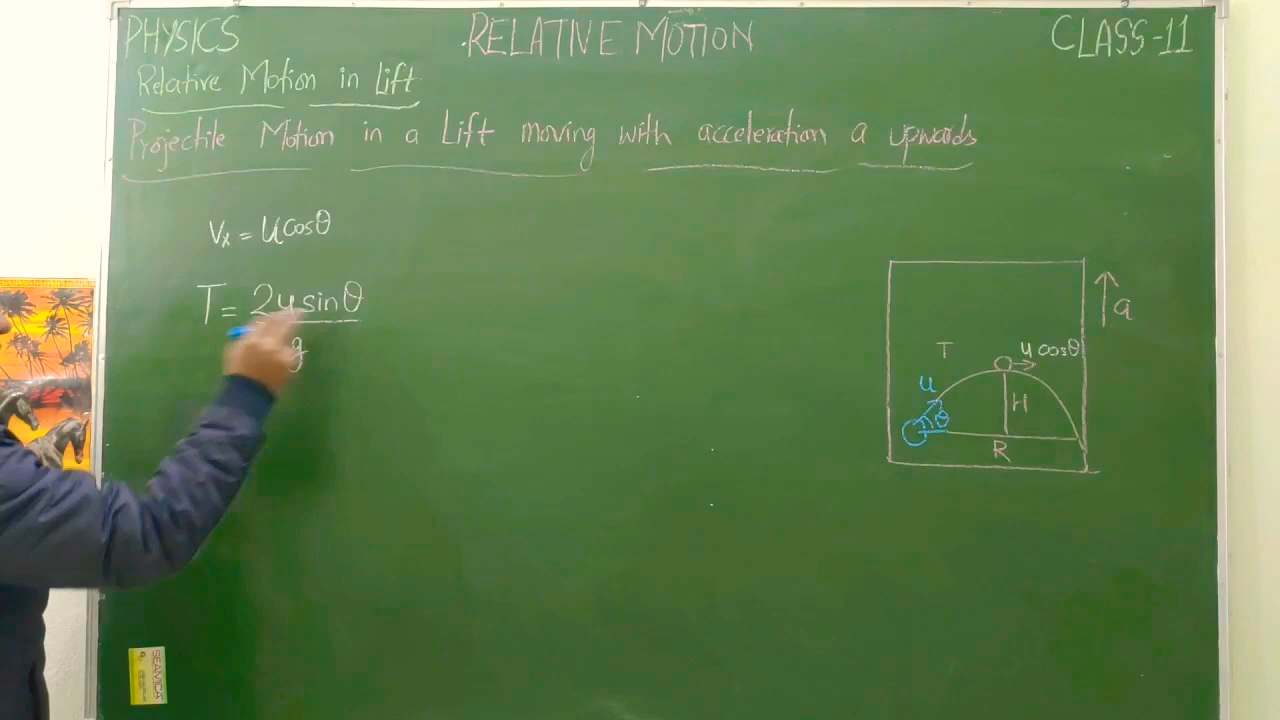 PHYSICS RELATIVE MOTION CLASS-11
Relative Motion in Lift
Projectile Motion in a Lift moving with acceleration a upwards
Vx = u cosθ
T = 2u sinθ
g
a
T u cosθ
u
H
θ
R
SEAMICA